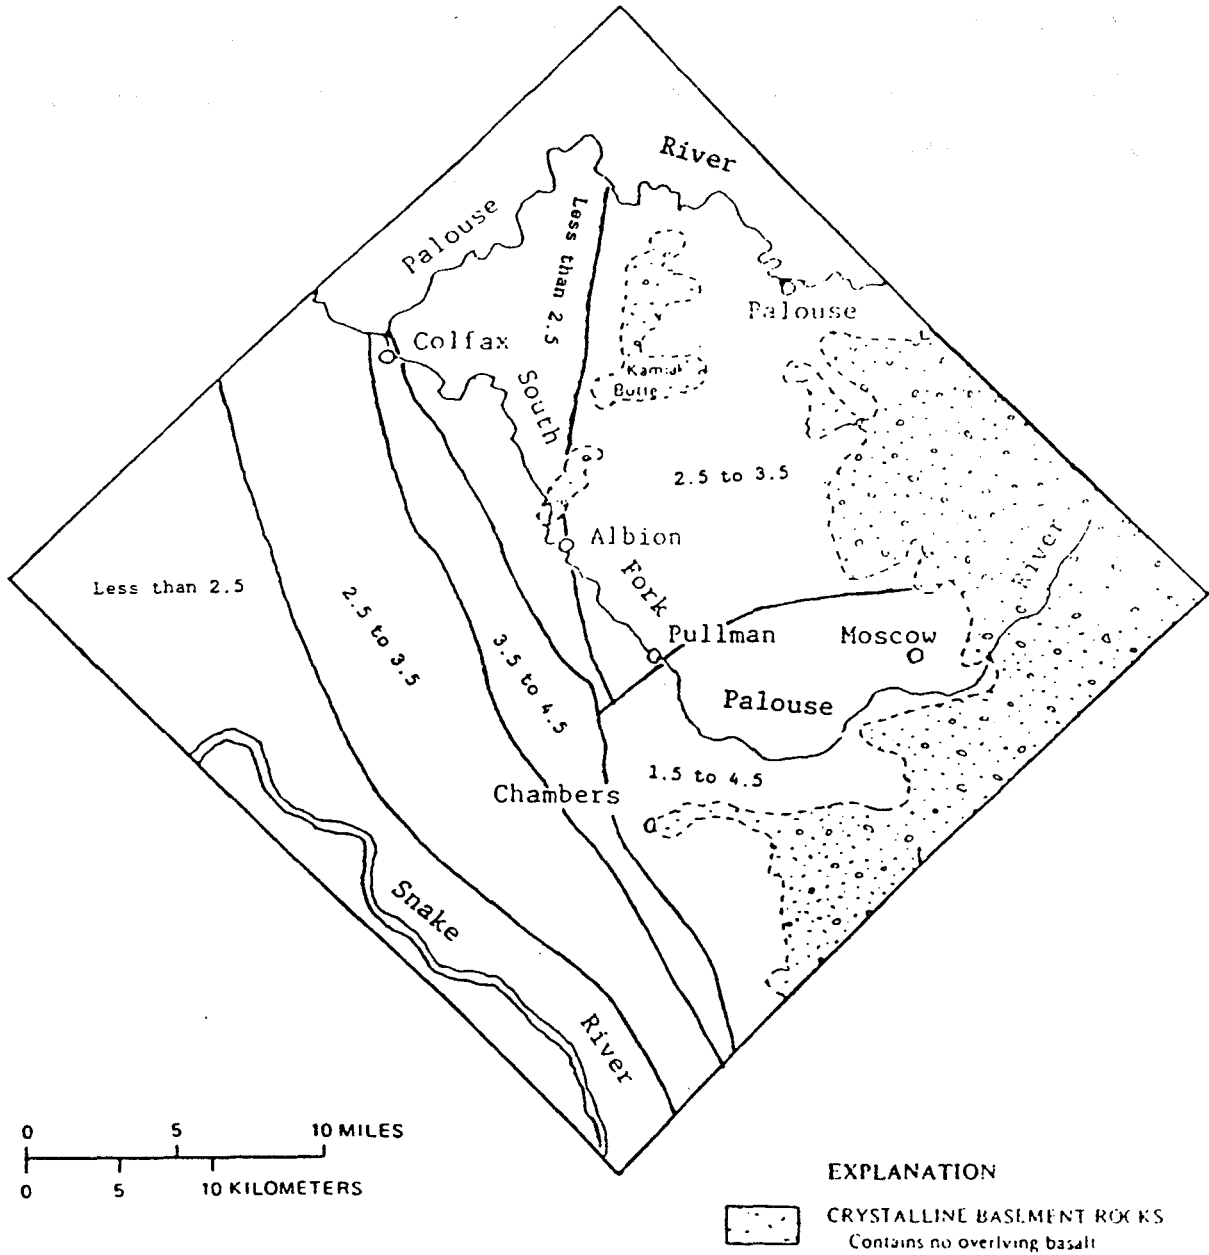 River
Palouse
Less than 2.5
Palouse
Colfax
South
Kamiak
Butte
2.5 to 3.5
Albion
River
Less than 2.5
Fork
2.5 to 3.5
Pullman
Moscow
3.5 to 4.5
Palouse
1.5 to 4.5
Chambers
Snake
River
0 5 10 MILES
0 5 10 KILOMETERS
EXPLANATION
CRYSTALLINE BASEMENT ROCKS
Contains no overlying basalt